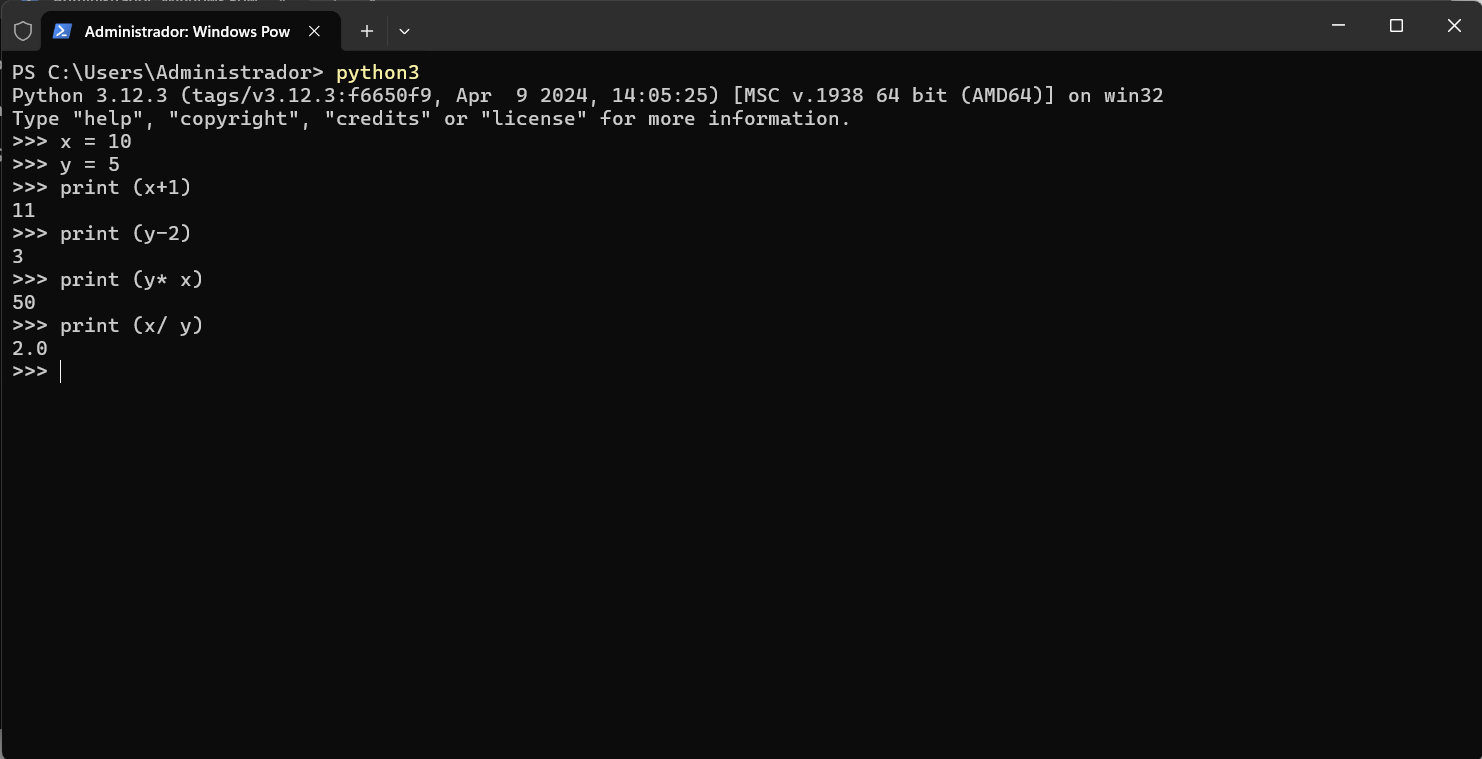 Administrador: Windows Pow
PS C:\Users\Administrador> python3
Python 3.12.3 (tags/v3.12.3:f6650f9, Apr  9 2024, 14:05:25) [MSC v.1938 64 bit (AMD64)] on win32
Type "help", "copyright", "credits" or "license" for more information.
>>> x = 10
>>> y = 5
>>> print (x+1)
11
>>> print (y-2)
3
>>> print (y* x)
50
>>> print (x/ y)
2.0
>>>